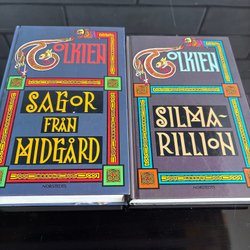 TOLKIEN
SAGOR
FRÅN
MIDGÅRD
NORSTEDTS
TOLKIEN
SILMA-
RILLION
NORSTEDTS